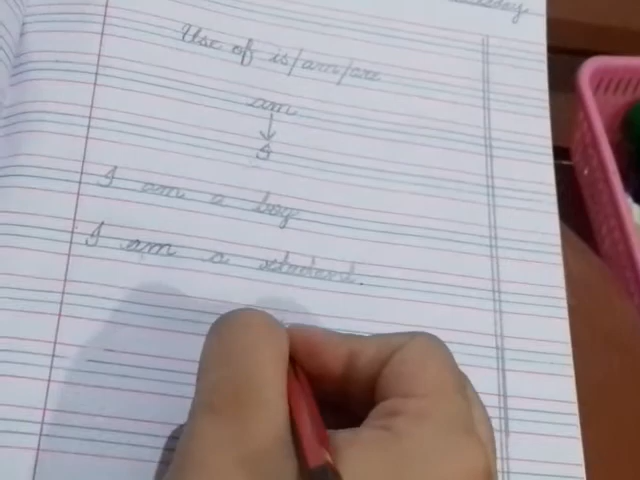 Use of is/am/are
am
I
I am a boy
I am a student.